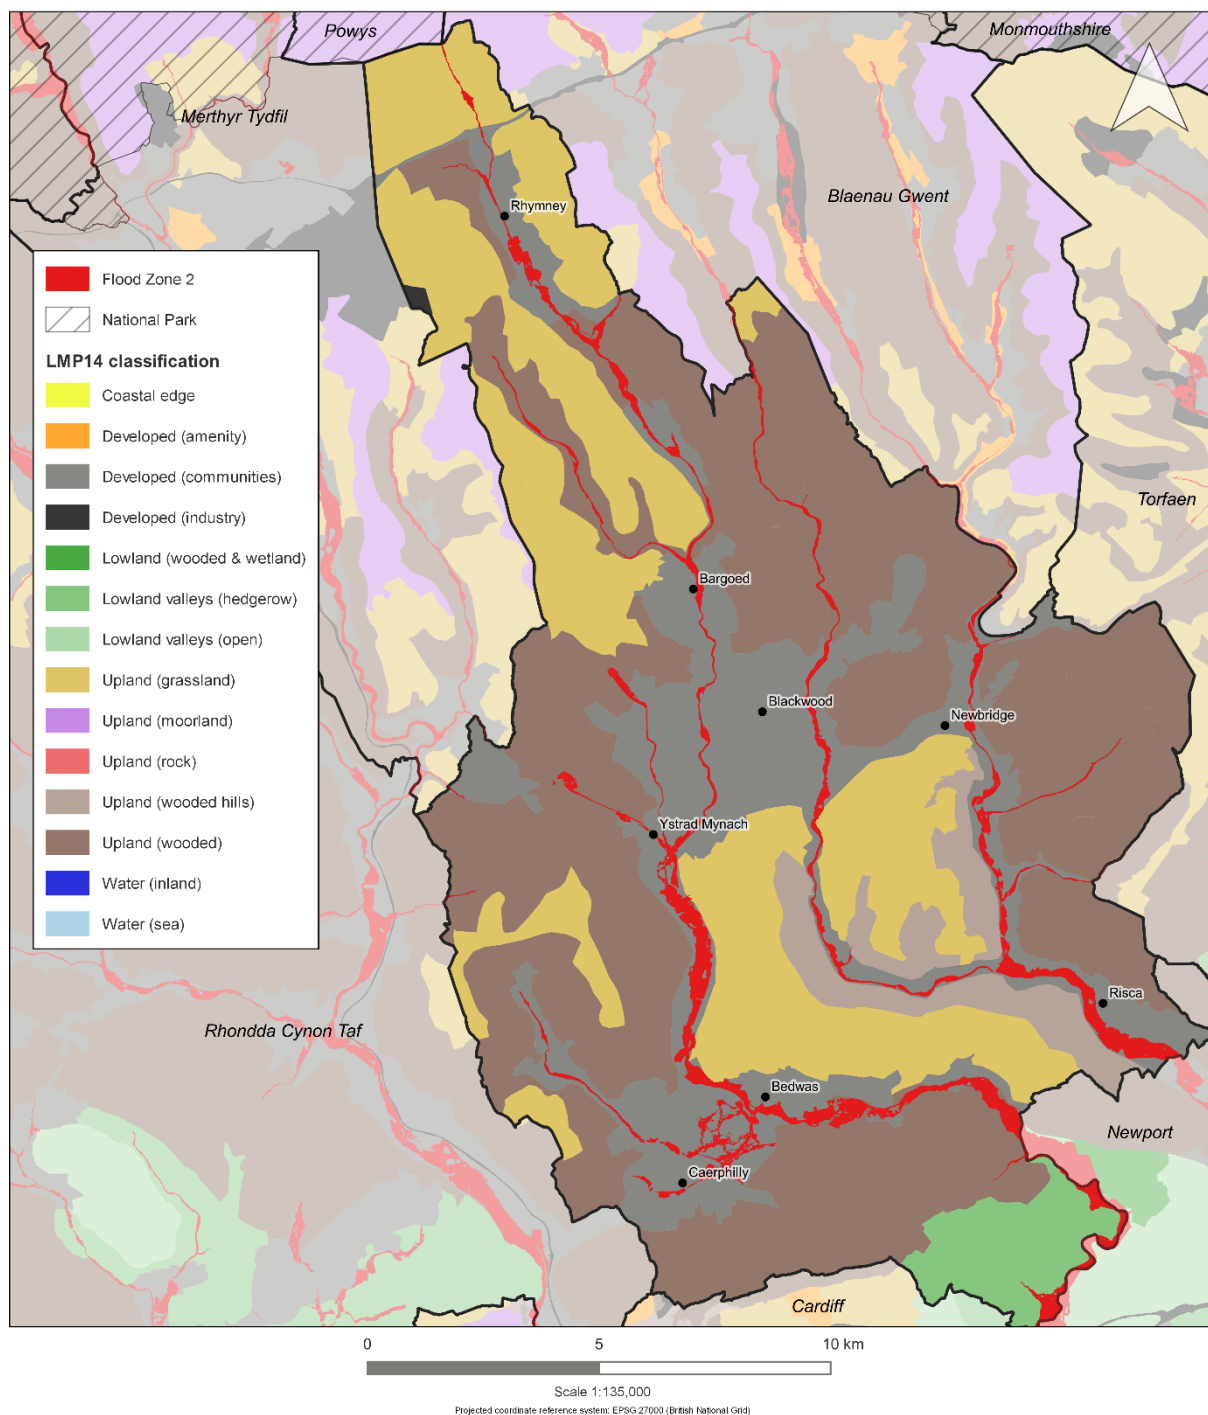 Powys
Monmouthshire
Merthyr Tydfil
Blaenau Gwent
Rhymney
Flood Zone 2
National Park
LMP14 classification
Coastal edge
Developed (amenity)
Developed (communities)
Developed (industry)
Lowland (wooded & wetland)
Lowland valleys (hedgerow)
Lowland valleys (open)
Upland (grassland)
Upland (moorland)
Upland (rock)
Upland (wooded hills)
Upland (wooded)
Water (inland)
Water (sea)
Torfaen
Bargoed
Blackwood
Newbridge
Ystrad Mynach
Risca
Rhondda Cynon Taf
Bedwas
Newport
Caerphilly
Cardiff
0 5 10 km
Scale 1:135,000
Projected coordinate reference system: EPSG 27000 (British National Grid)